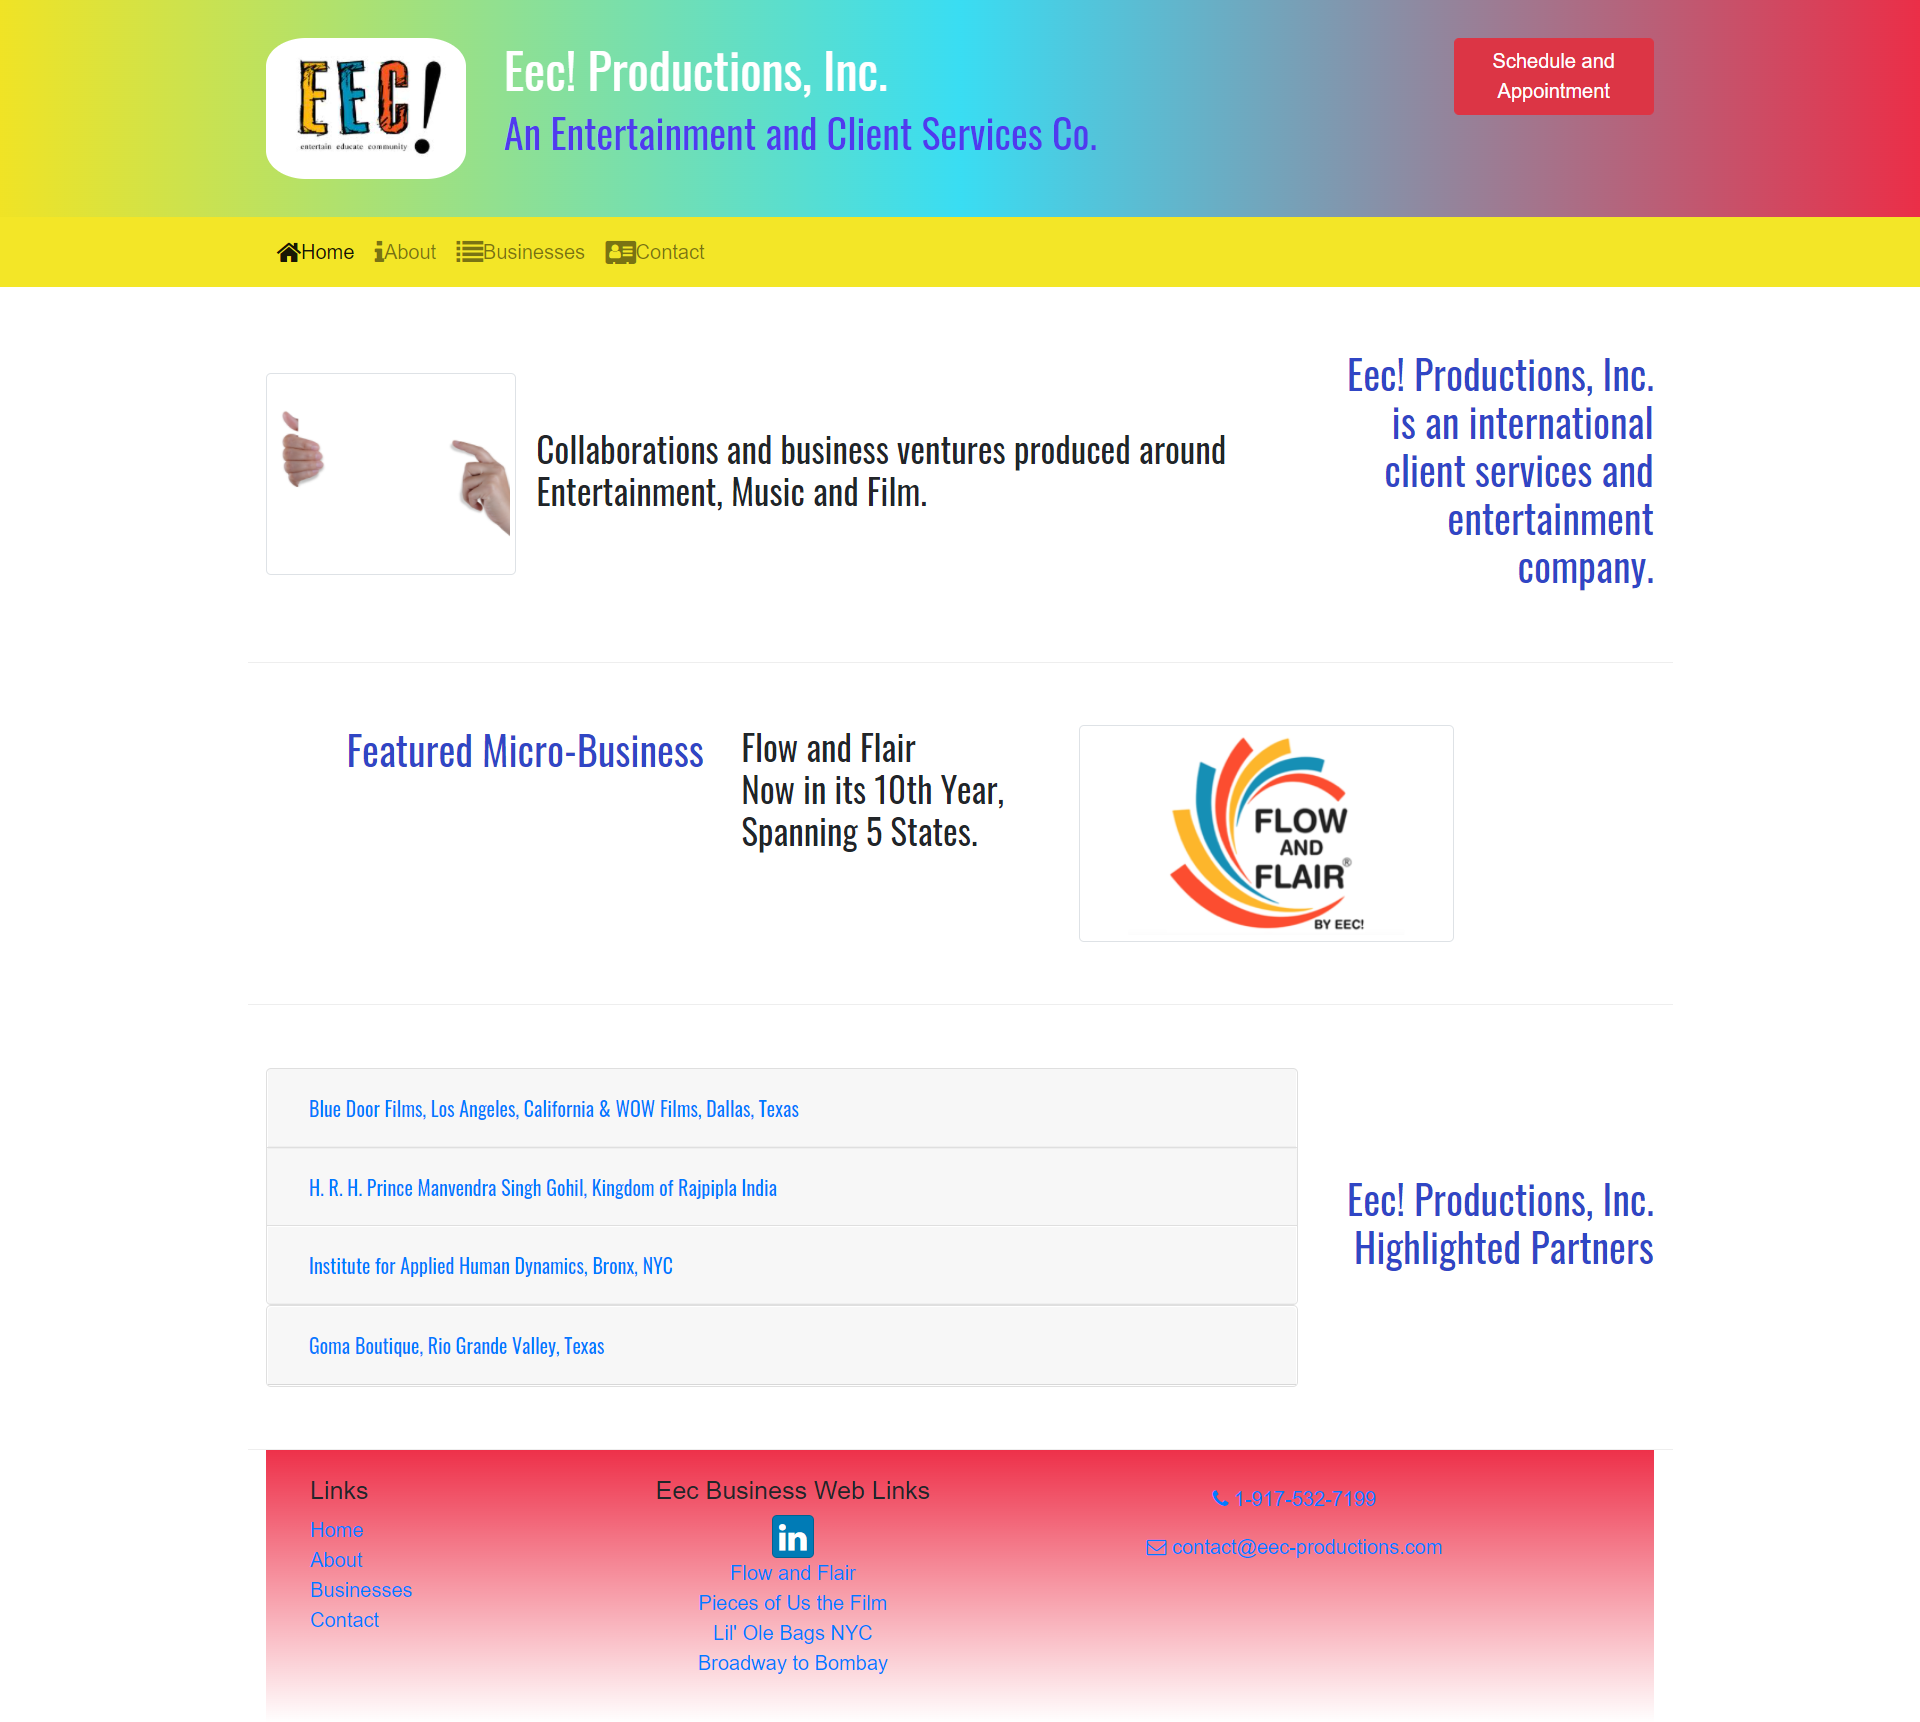 EEC!
entertain educate community
Eec! Productions, Inc.
An Entertainment and Client Services Co.
Schedule and
Appointment
Home
About
Businesses
Contact
Collaborations and business ventures produced around
Entertainment, Music and Film.
Eec! Productions, Inc.
is an international
client services and
entertainment
company.
Featured Micro-Business
Flow and Flair
Now in its 10th Year,
Spanning 5 States.
FLOW
AND
FLAIR®
BY EEC!
Blue Door Films, Los Angeles, California & WOW Films, Dallas, Texas
H. R. H. Prince Manvendra Singh Gohil, Kingdom of Rajpipla India
Institute for Applied Human Dynamics, Bronx, NYC
Goma Boutique, Rio Grande Valley, Texas
Eec! Productions, Inc.
Highlighted Partners
Links
Home
About
Businesses
Contact
Eec Business Web Links
in
Flow and Flair
Pieces of Us the Film
Lil' Ole Bags NYC
Broadway to Bombay
1-917-532-7199
contact@eec-productions.com